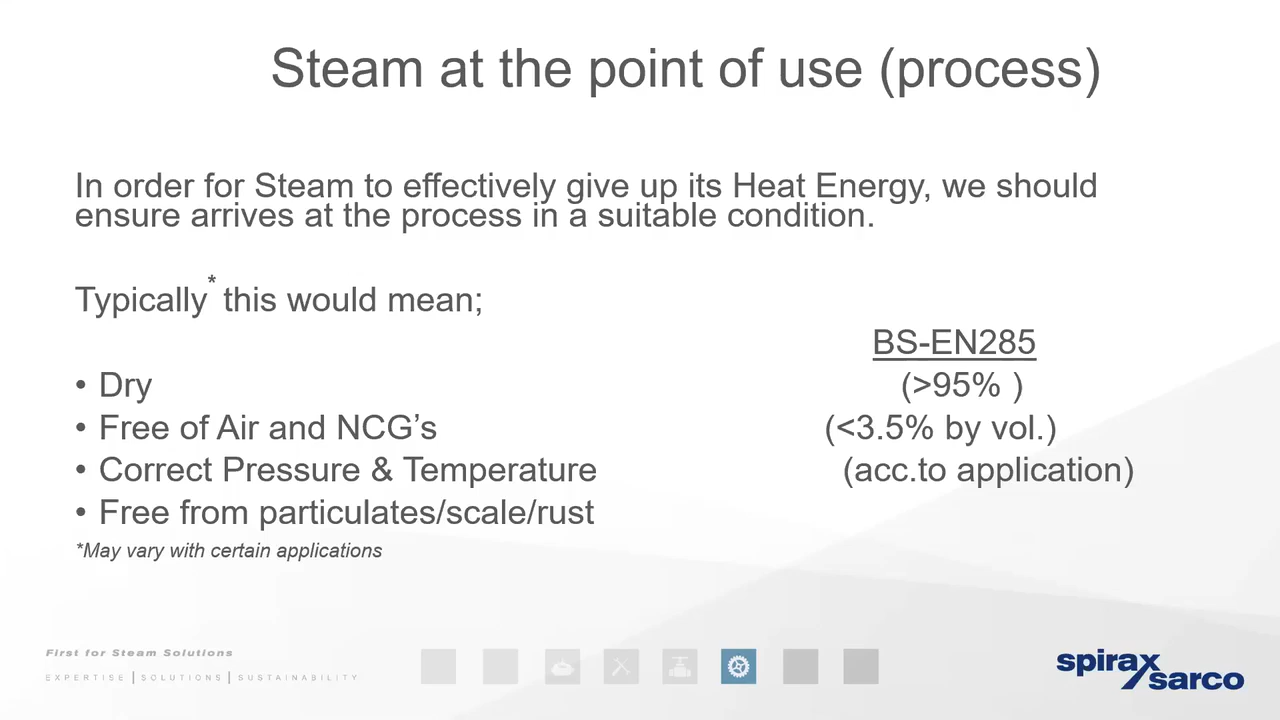 Steam at the point of use (process)
In order for Steam to effectively give up its Heat Energy, we should
ensure arrives at the process in a suitable condition.
Typically* this would mean;
BS-EN285
• Dry (>95% )
• Free of Air and NCG’s (<3.5% by vol.)
• Correct Pressure & Temperature (acc.to application)
• Free from particulates/scale/rust
*May vary with certain applications
First for Steam Solutions
EXPERTISE | SOLUTIONS | SUSTAINABILITY
spirax
sarco